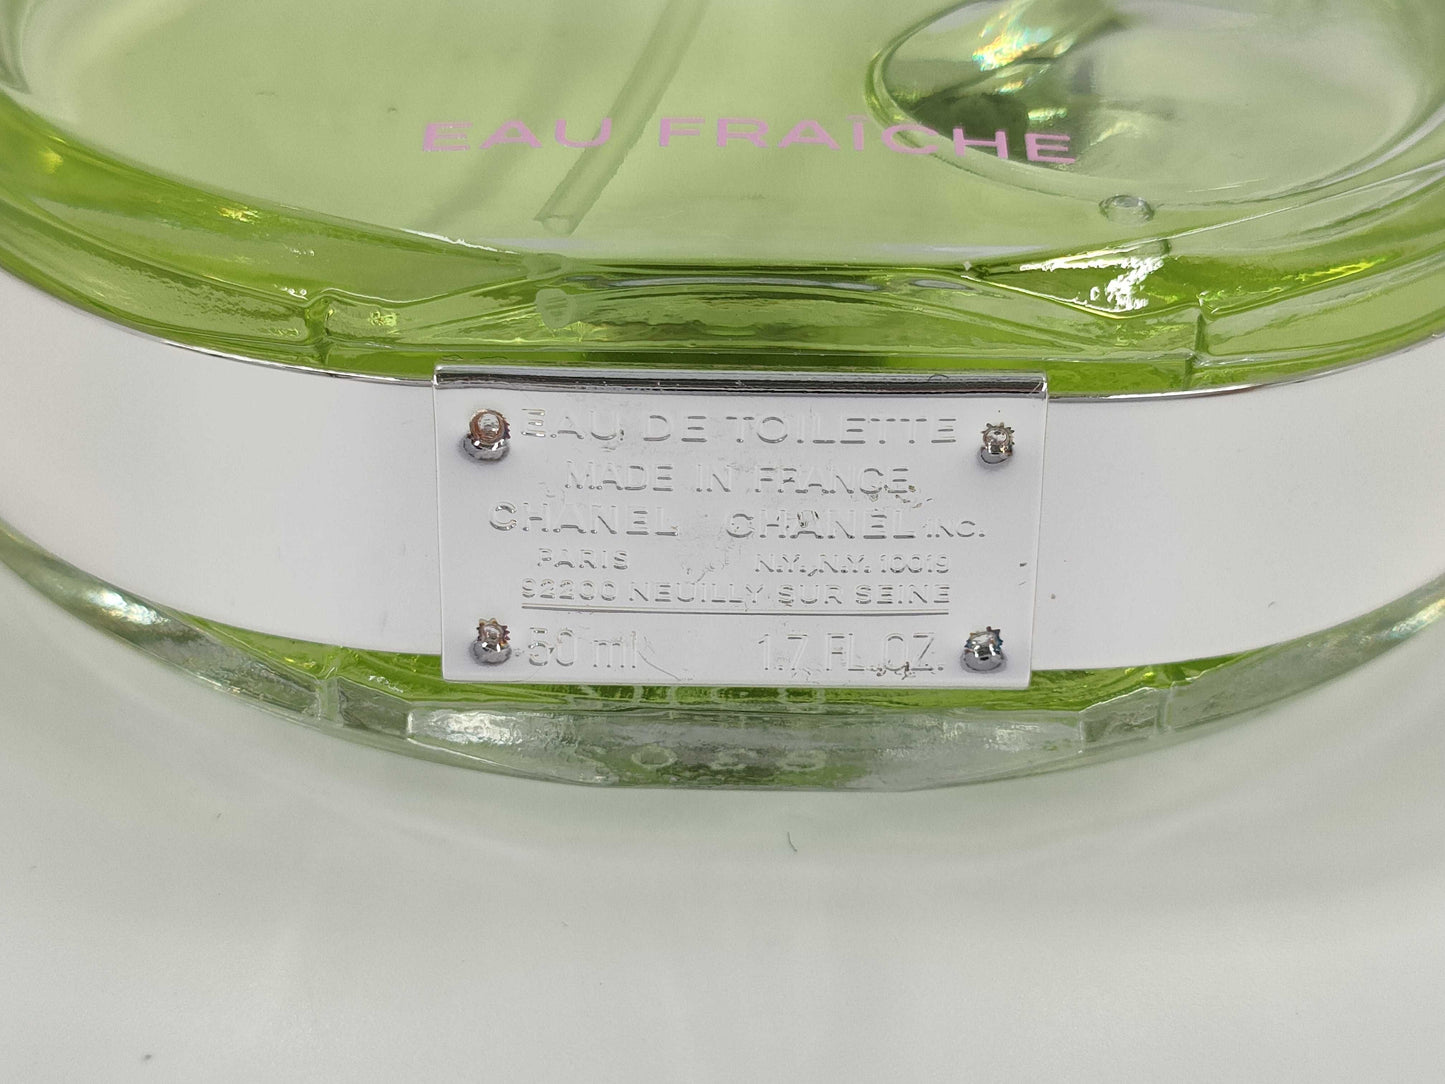 EAU FRAÎCHE
EAU DE TOILETTE
MADE IN FRANCE
CHANEL CHANEL INC.
PARIS N.Y., N.Y. 10019
92200 NEUILLY SUR SEINE
50 ml 1.7 FL. OZ.